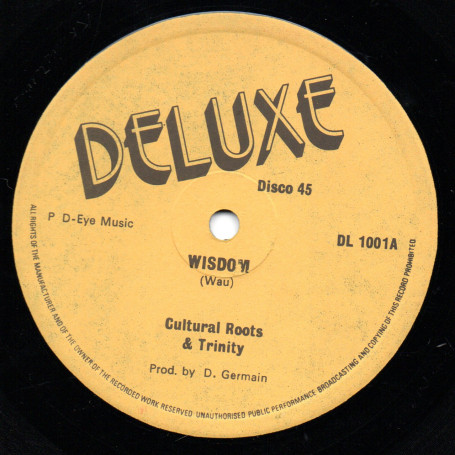 DELUXE
Disco 45
P D-Eye Music
DL 1001A
WISDOM
(Wau)
Cultural Roots
& Trinity
Prod. by D. Germain
ALL RIGHTS OF THE MANUFACTURER AND OF THE OWNER OF THE RECORDED WORK RESERVED UNAUTHORISED PUBLIC PERFORMANCE BROADCASTING AND COPYING OF THIS RECORD PROHIBITED